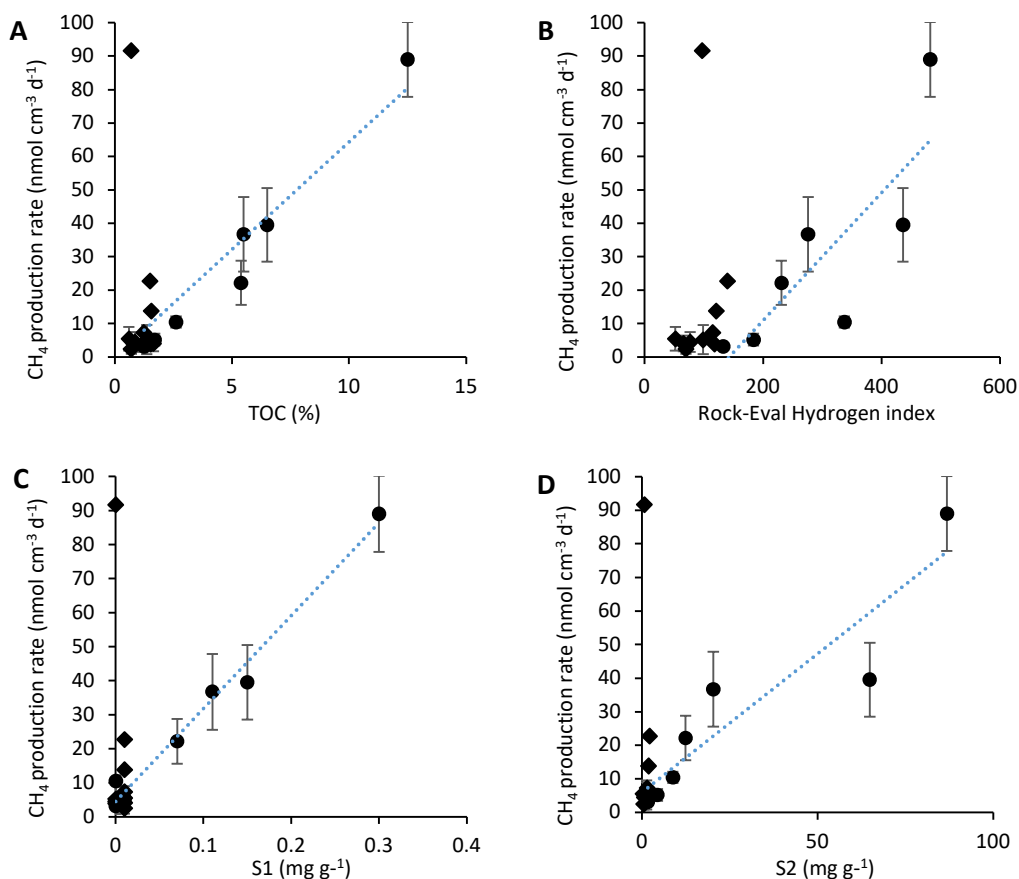 A
CH₄ production rate (nmol cm⁻³ d⁻¹)
100
90
80
70
60
50
40
30
20
10
0
0 5 10 15
TOC (%)
B
CH₄ production rate (nmol cm⁻³ d⁻¹)
100
90
80
70
60
50
40
30
20
10
0
0 200 400 600
Rock-Eval Hydrogen index
C
CH₄ production rate (nmol cm⁻³ d⁻¹)
100
90
80
70
60
50
40
30
20
10
0
0 0.1 0.2 0.3 0.4
S1 (mg g⁻¹)
D
CH₄ production rate (nmol cm⁻³ d⁻¹)
100
90
80
70
60
50
40
30
20
10
0
0 50 100
S2 (mg g⁻¹)